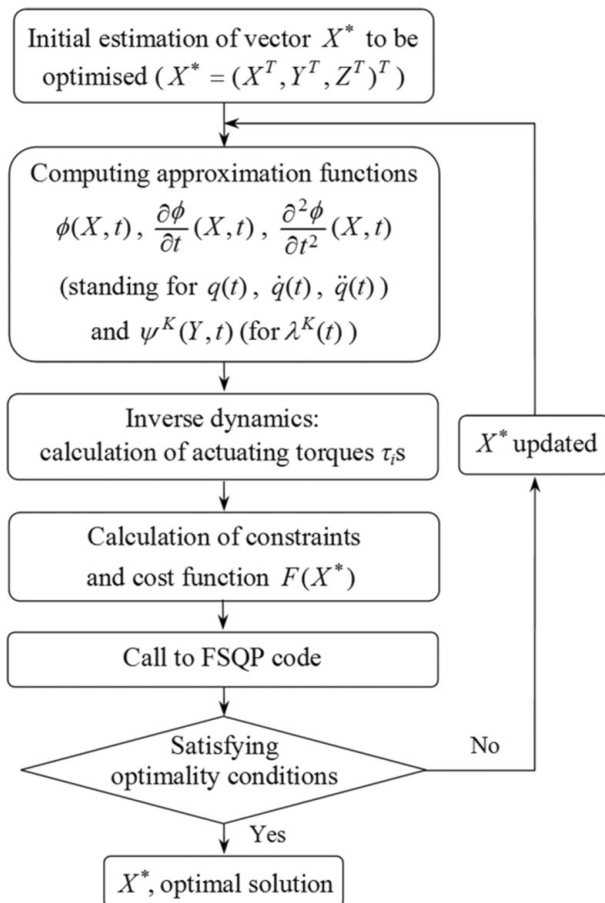 Initial estimation of vector X* to be
optimised ( X* = (X^T, Y^T, Z^T)^T )
Computing approximation functions
ϕ(X, t) , ∂ϕ/∂t (X, t) , ∂²ϕ/∂t² (X, t)
(standing for q(t) , q̇(t), q̈(t) )
and ψ^K(Y, t) (for λ^K(t) )
Inverse dynamics:
calculation of actuating torques τᵢs
X* updated
Calculation of constraints
and cost function F(X*)
Call to FSQP code
Satisfying
optimality conditions
No
Yes
X*, optimal solution